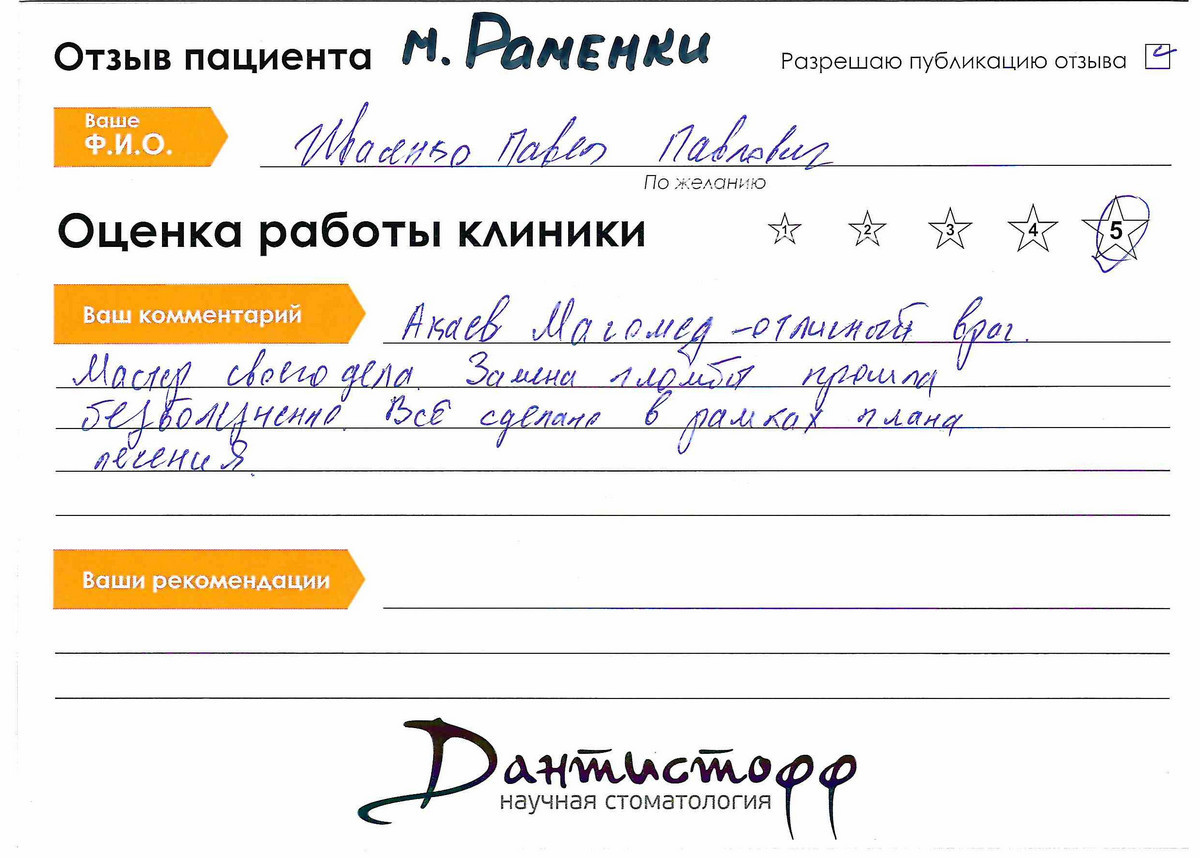 Отзыв пациента м. Раменки Разрешаю публикацию отзыва
Ваше
Ф.И.О.
Ивасенко Павел Павлович
По желанию
Оценка работы клиники 1 2 3 4 5
Ваш комментарий Акаев Магомед - отличный врач.
Мастер своего дела. Замена пломбы прошла
безболезненно. Всё сделано в рамках плана
лечения.
Ваши рекомендации
Дантистофф
научная стоматология